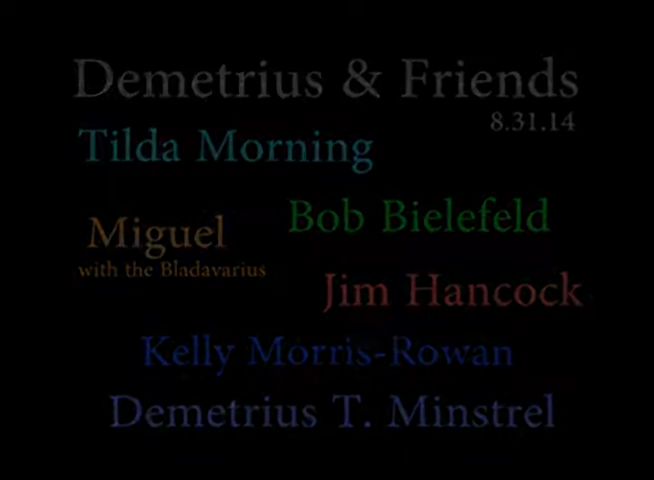 Demetrius & Friends
8.31.14
Tilda Morning
Bob Bielefeld
Miguel
with the Bladavarius
Jim Hancock
Kelly Morris-Rowan
Demetrius T. Minstrel